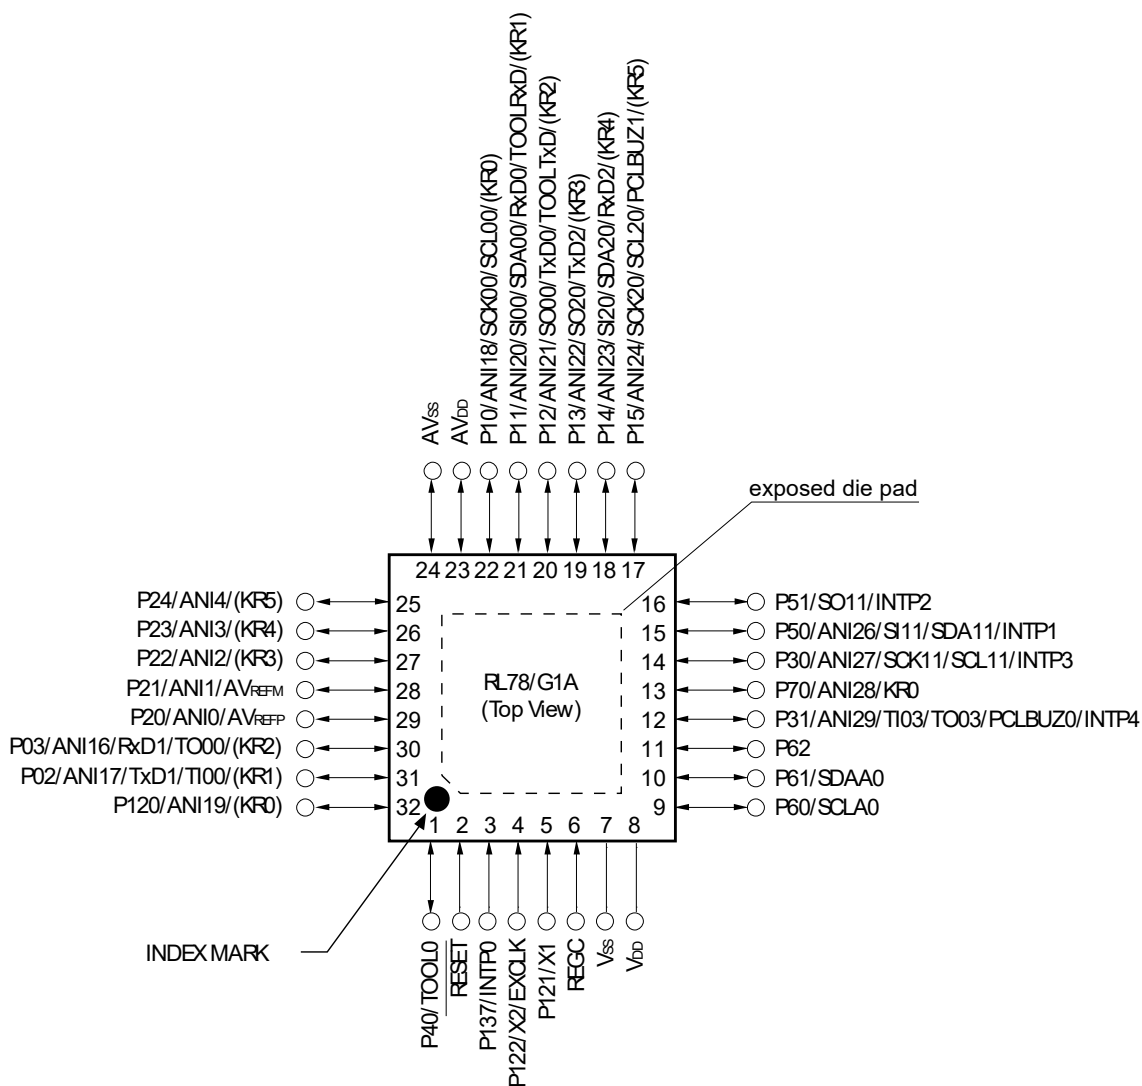 AVSS
AVDD
P10/ANI18/SCK00/SCL00/(KR0)
P11/ANI20/SI00/SDA00/RxD0/TOOLRxD/(KR1)
P12/ANI21/SO00/TxD0/TOOLTxD/(KR2)
P13/ANI22/SO20/TxD2/(KR3)
P14/ANI23/SI20/SDA20/RxD2/(KR4)
P15/ANI24/SCK20/SCL20/PCLBUZ1/(KR5)
exposed die pad
24 23 22 21 20 19 18 17
P24/ANI4/(KR5) 25
P23/ANI3/(KR4) 26
P22/ANI2/(KR3) 27
P21/ANI1/AVREFM 28
P20/ANI0/AVREFP 29
P03/ANI16/RxD1/TO00/(KR2) 30
P02/ANI17/TxD1/TI00/(KR1) 31
P120/ANI19/(KR0) 32
RL78/G1A
(Top View)
16 P51/SO11/INTP2
15 P50/ANI26/SI11/SDA11/INTP1
14 P30/ANI27/SCK11/SCL11/INTP3
13 P70/ANI28/KR0
12 P31/ANI29/TI03/TO03/PCLBUZ0/INTP4
11 P62
10 P61/SDAA0
9 P60/SCLA0
1 2 3 4 5 6 7 8
INDEX MARK
P40/TOOL0
RESET
P137/INTP0
P122/X2/EXCLK
P121/X1
REGC
VSS
VDD